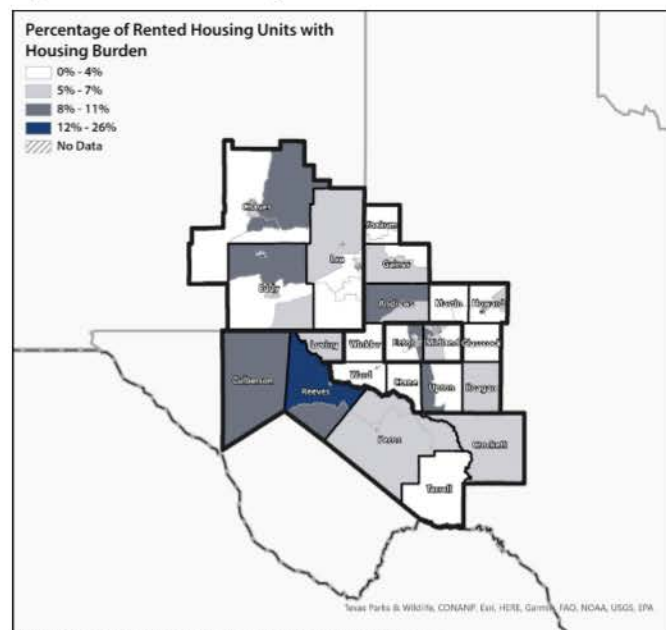 Percentage of Rented Housing Units with
Housing Burden
0% - 4%
5% - 7%
8% - 11%
12% - 26%
No Data
Chaves
Yoakum
Lea
Gaines
Eddy
Andrews
Martin
Howard
Loving
Winkler
Ector
Midland
Glasscock
Culberson
Reeves
Ward
Crane
Upton
Reagan
Pecos
Crockett
Terrell
Texas Parks & Wildlife, CONANP, Esri, HERE, Garmin, FAO, NOAA, USGS, EPA